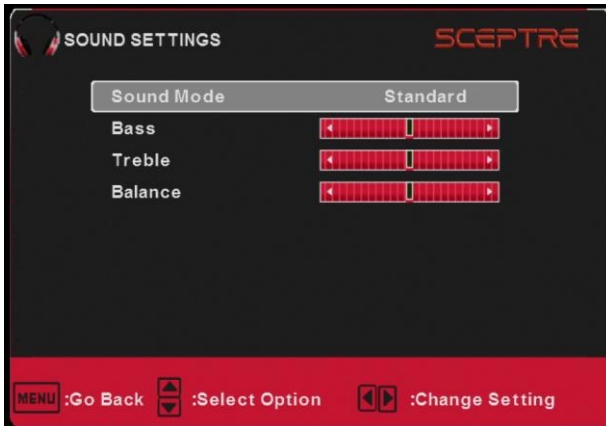 SOUND SETTINGS SCEPTRE
Sound Mode Standard
Bass
Treble
Balance
MENU :Go Back :Select Option :Change Setting